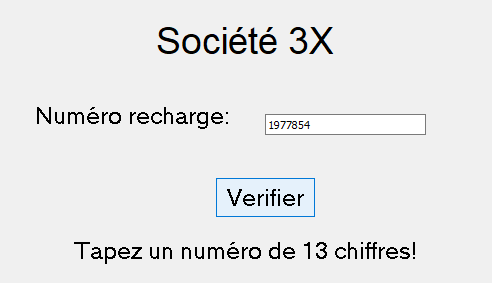 Société 3X
Numéro recharge: 1977854
Verifier
Tapez un numéro de 13 chiffres!